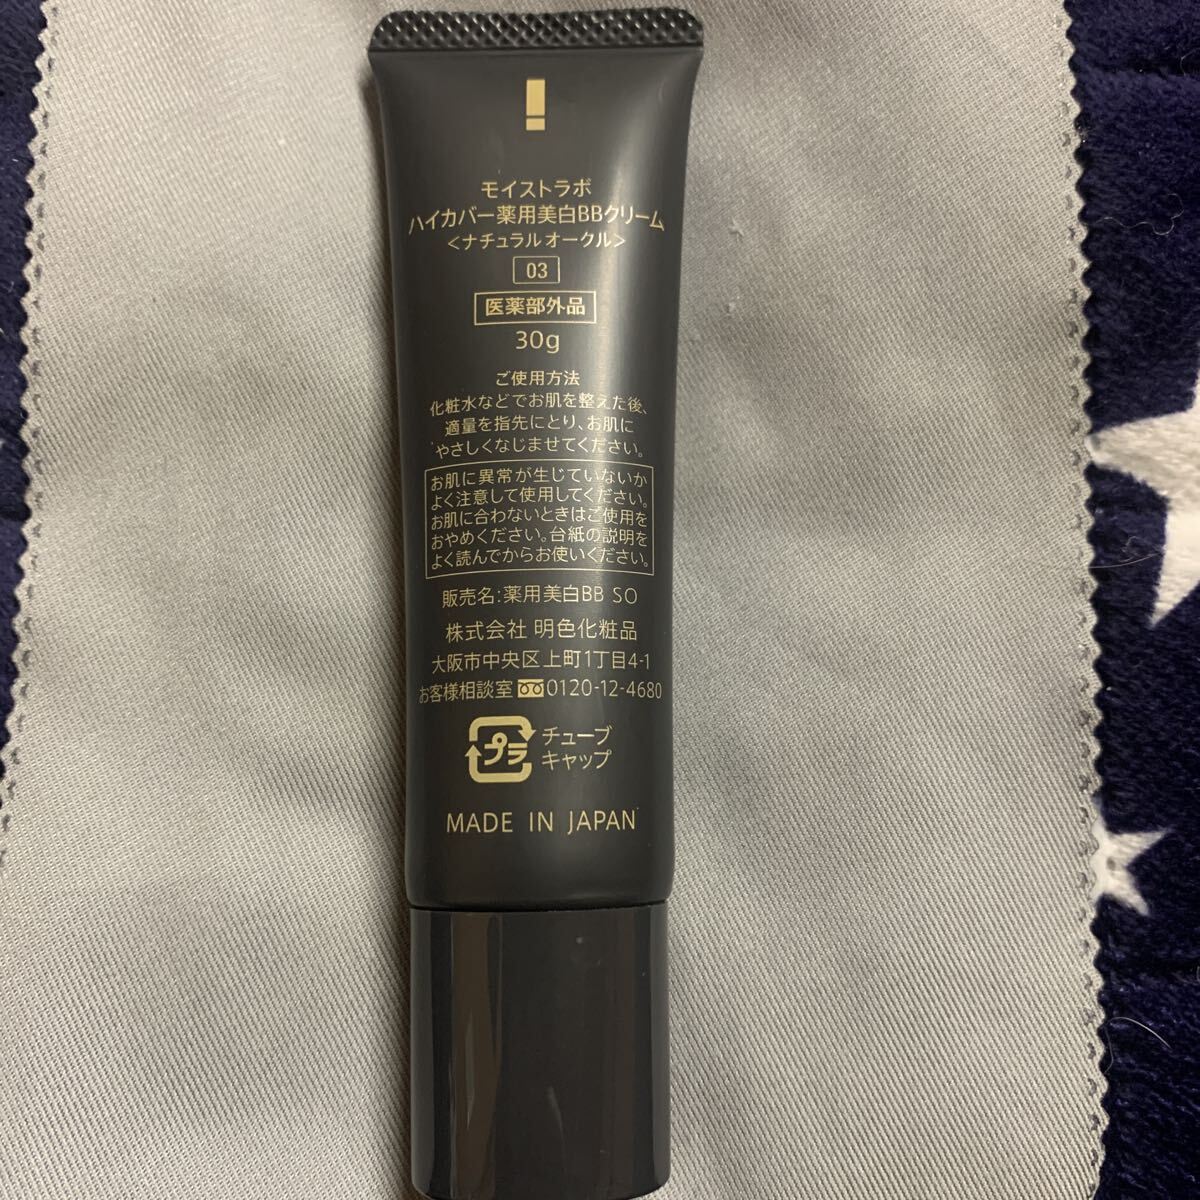 モイストラボ
ハイカバー薬用美白BBクリーム
<ナチュラルオークル>
03
医薬部外品
30g
ご使用方法
化粧水などでお肌を整えた後、
適量を指先にとり、お肌に
やさしくなじませてください。
お肌に異常が生じていないか
よく注意して使用してください。
お肌に合わないときはご使用を
おやめください。台紙の説明を
よく読んでからお使いください。
販売名:薬用美白BB SO
株式会社 明色化粧品
大阪市中央区上町1丁目4-1
お客様相談室 0120-12-4680
プラ チューブ
キャップ
MADE IN JAPAN